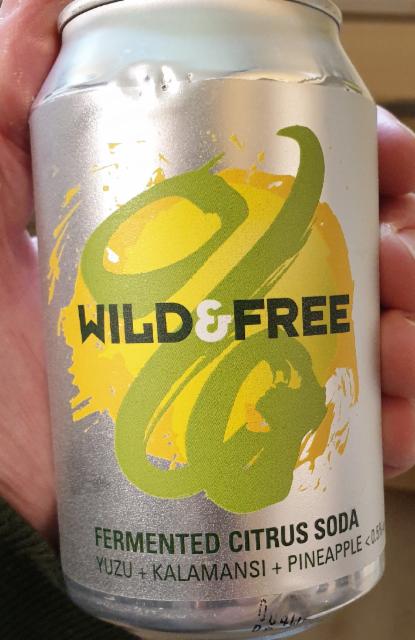 WILD&FREE
FERMENTED CITRUS SODA
YUZU + KALAMANSI + PINEAPPLE <0.5%